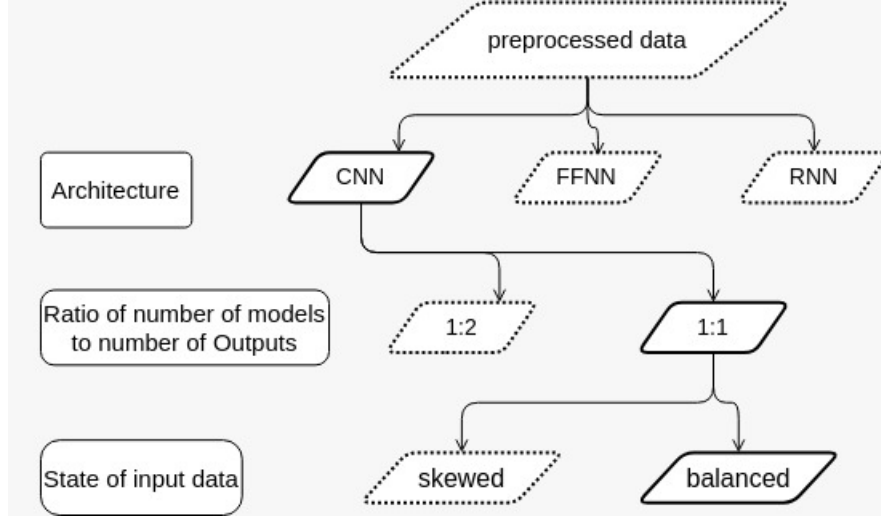 preprocessed data
Architecture
CNN
FFNN
RNN
Ratio of number of models
to number of Outputs
1:2
1:1
State of input data
skewed
balanced